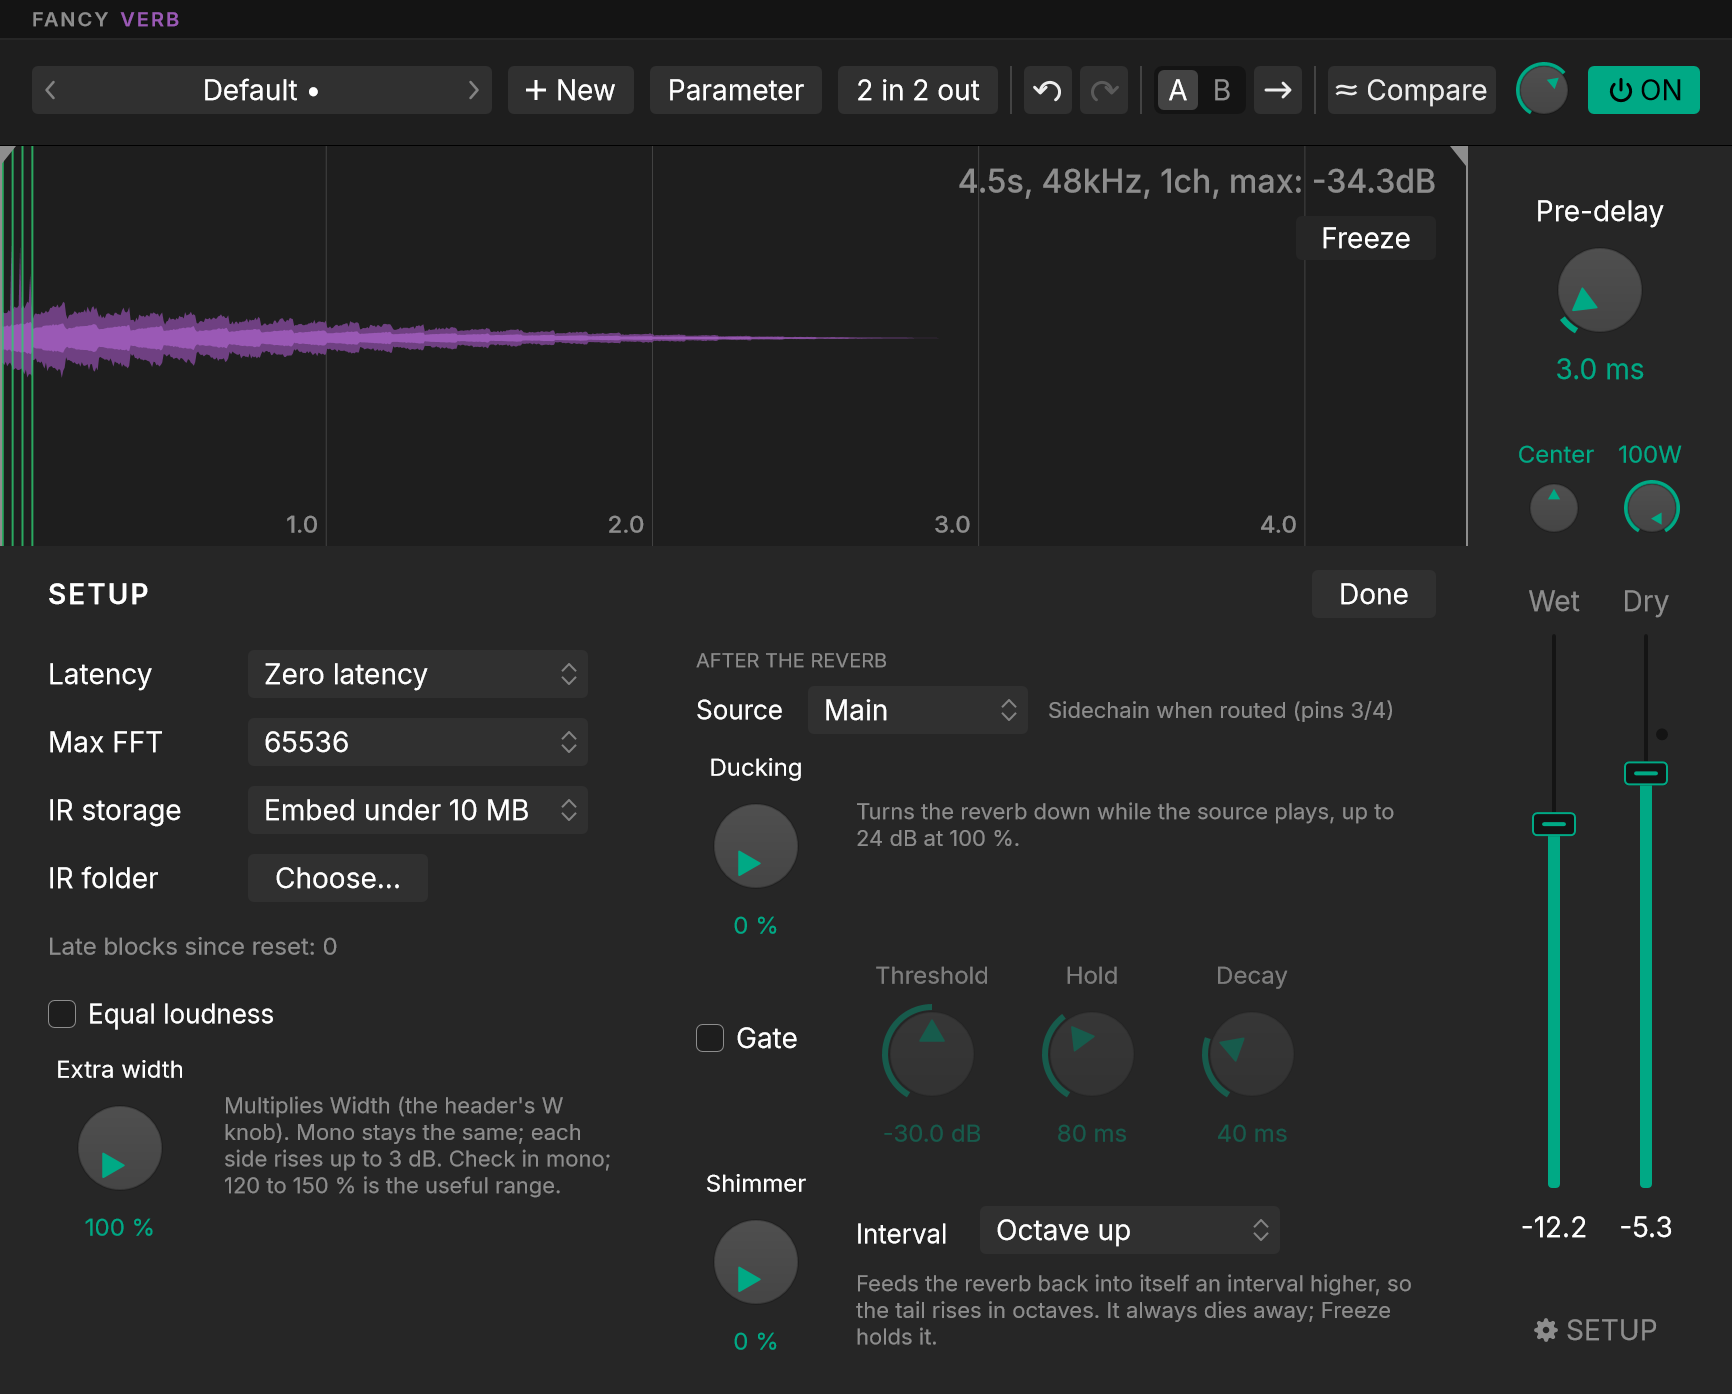 FANCY VERB
Default •
+ New
Parameter
2 in 2 out
A B
Compare
ON
4.5s, 48kHz, 1ch, max: -34.3dB
Freeze
1.0
2.0
3.0
4.0
Pre-delay
3.0 ms
Center
100W
Wet
Dry
-12.2
-5.3
SETUP
SETUP
Done
Latency
Zero latency
Max FFT
65536
IR storage
Embed under 10 MB
IR folder
Choose...
Late blocks since reset: 0
Equal loudness
Extra width
100 %
Multiplies Width (the header's W
knob). Mono stays the same; each
side rises up to 3 dB. Check in mono;
120 to 150 % is the useful range.
AFTER THE REVERB
Source
Main
Sidechain when routed (pins 3/4)
Ducking
0 %
Turns the reverb down while the source plays, up to
24 dB at 100 %.
Gate
Threshold
-30.0 dB
Hold
80 ms
Decay
40 ms
Shimmer
0 %
Interval
Octave up
Feeds the reverb back into itself an interval higher, so
the tail rises in octaves. It always dies away; Freeze
holds it.